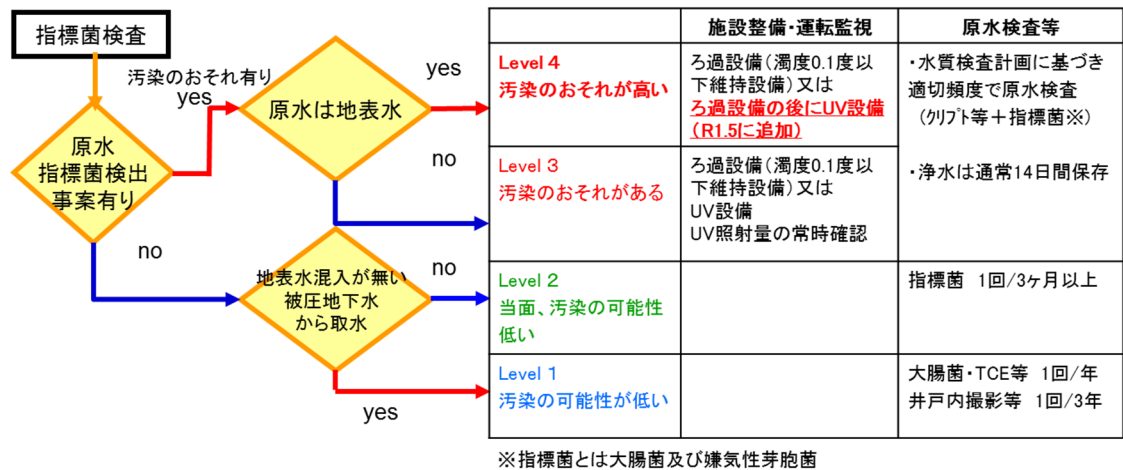 指標菌検査
汚染のおそれ有り
yes
原水
指標菌検出
事案有り
no
原水は地表水
yes
no
地表水混入が無い
被圧地下水
から取水
no
yes
施設整備・運転監視
原水検査等
Level 4
汚染のおそれが高い
ろ過設備（濁度0.1度以
下維持設備）又は
ろ過設備の後にUV設備
（R1.5に追加）
・水質検査計画に基づき
適切頻度で原水検査
（ｸﾘﾌﾟﾄ等＋指標菌※）
・浄水は通常14日間保存
Level 3
汚染のおそれがある
ろ過設備（濁度0.1度以
下維持設備）又は
UV設備
UV照射量の常時確認
Level 2
当面、汚染の可能性
低い
指標菌 1回/3ヶ月以上
Level 1
汚染の可能性が低い
大腸菌・TCE等 1回/年
井戸内撮影等 1回/3年
※指標菌とは大腸菌及び嫌気性芽胞菌